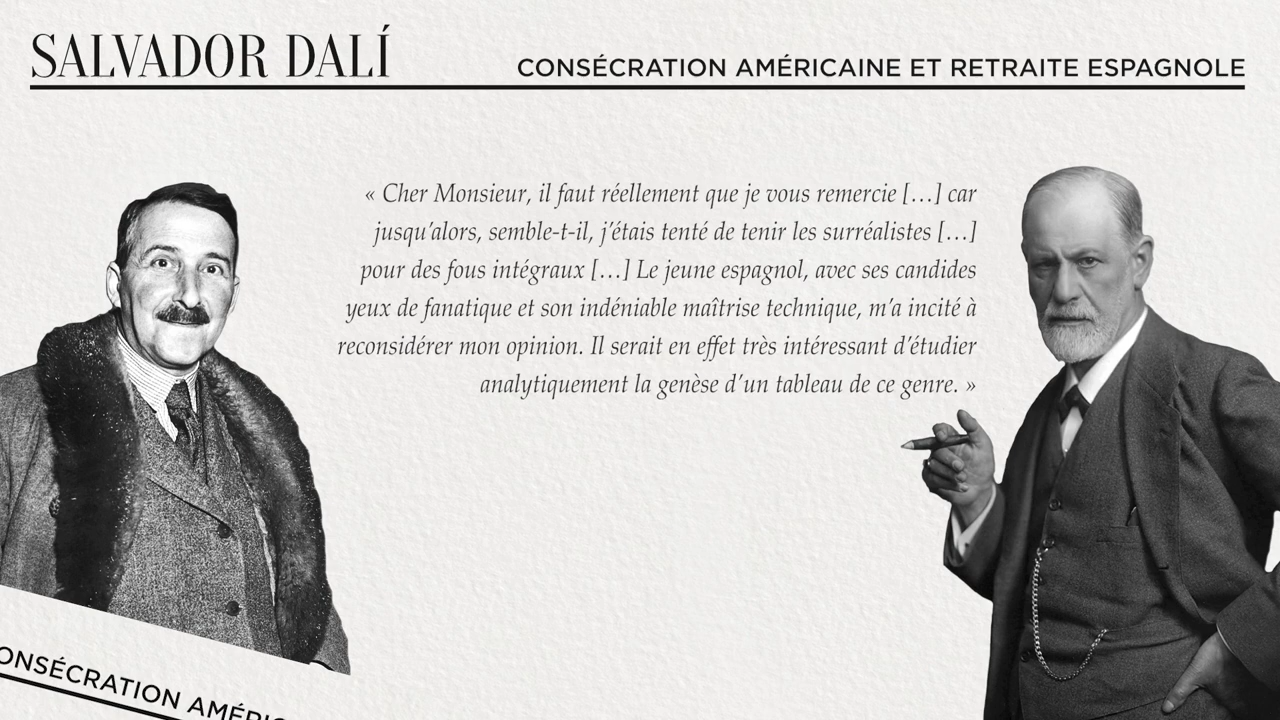 SALVADOR DALÍ
CONSÉCRATION AMÉRICAINE ET RETRAITE ESPAGNOLE
« Cher Monsieur, il faut réellement que je vous remercie […] car
jusqu’alors, semble-t-il, j’étais tenté de tenir les surréalistes […]
pour des fous intégraux […] Le jeune espagnol, avec ses candides
yeux de fanatique et son indéniable maîtrise technique, m’a incité à
reconsidérer mon opinion. Il serait en effet très intéressant d’étudier
analytiquement la genèse d’un tableau de ce genre. »
ONSÉCRATION AMÉRIC